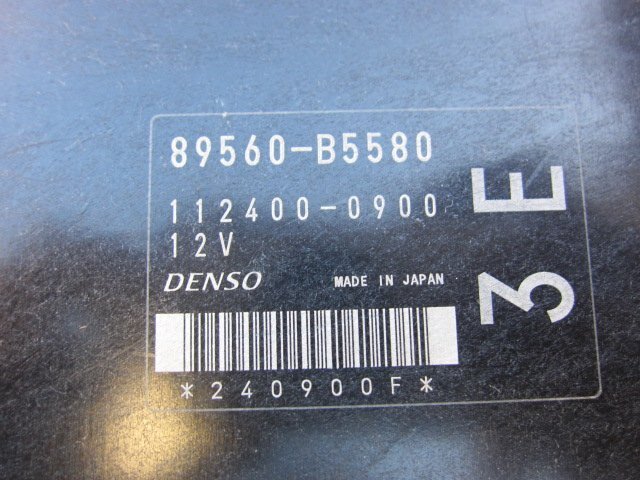 89560-B5580
112400-0900
12V
DENSO MADE IN JAPAN
*240900F*
3E